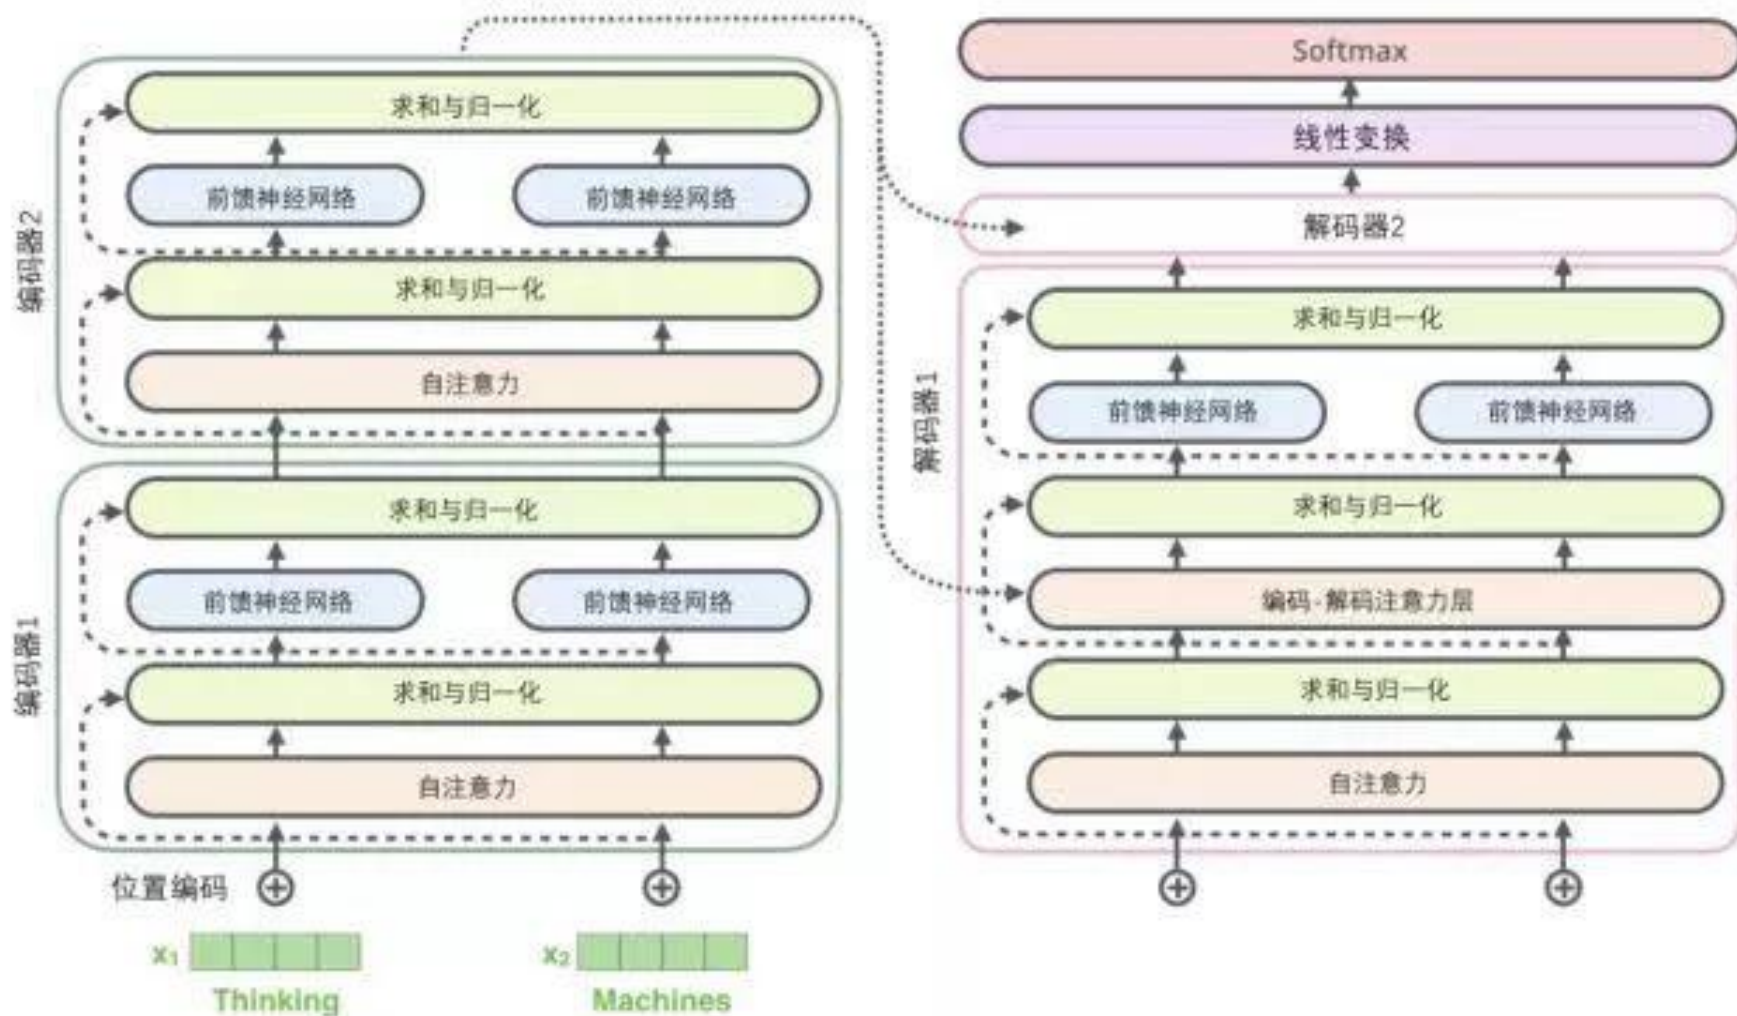 编码器2
求和与归一化
前馈神经网络 前馈神经网络
求和与归一化
自注意力
编码器1
求和与归一化
前馈神经网络 前馈神经网络
求和与归一化
自注意力
位置编码
x₁ x₂
Thinking Machines
Softmax
线性变换
解码器2
解码器1
求和与归一化
前馈神经网络 前馈神经网络
求和与归一化
编码-解码注意力层
求和与归一化
自注意力